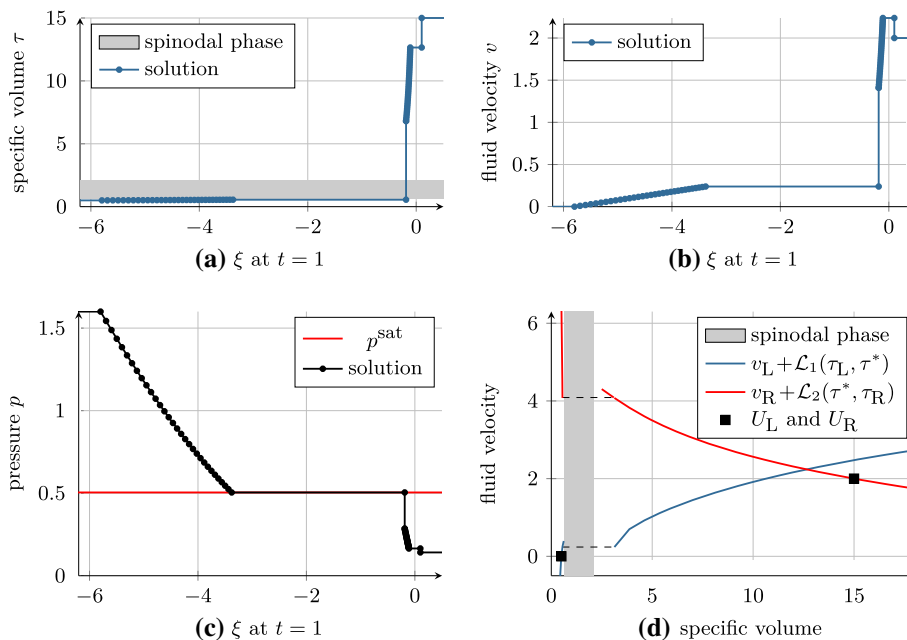 15
10
5
0
specific volume τ
spinodal phase
solution
−6 −4 −2 0
(a) ξ at t = 1
2
1.5
1
0.5
0
fluid velocity v
solution
−6 −4 −2 0
(b) ξ at t = 1
1.5
1
0.5
0
pressure p
p^sat
solution
−6 −4 −2 0
(c) ξ at t = 1
6
4
2
0
fluid velocity
spinodal phase
v_L + ℒ_1(τ_L, τ*)
v_R + ℒ_2(τ*, τ_R)
U_L and U_R
0 5 10 15
(d) specific volume